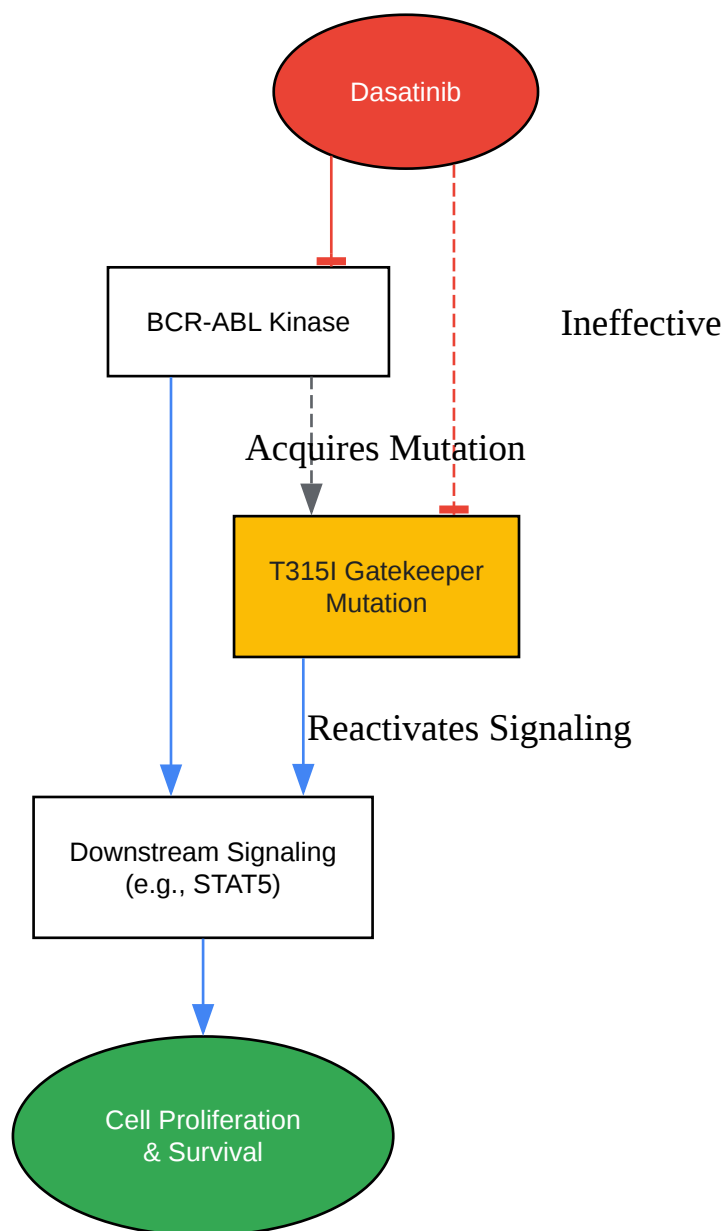 Dasatinib
BCR-ABL Kinase
Ineffective
Acquires Mutation
T315I Gatekeeper
Mutation
Reactivates Signaling
Downstream Signaling
(e.g., STAT5)
Cell Proliferation
& Survival